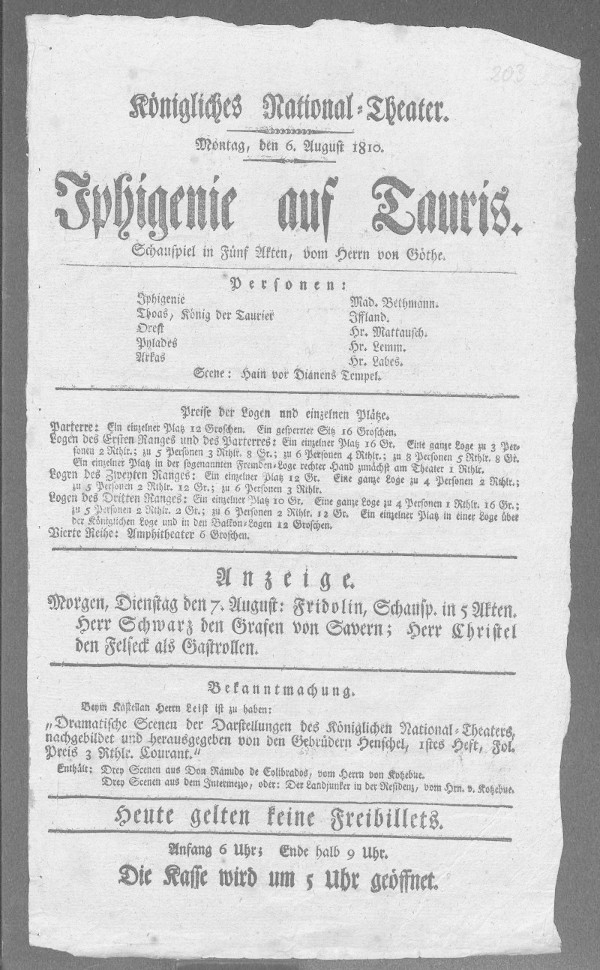 203
Königliches National-Theater.
Montag, den 6. August 1810.
Iphigenie auf Tauris.
Schauspiel in Fünf Akten, vom Herrn von Göthe.
Personen:
Iphigenie Mad. Bethmann.
Thoas, König der Taurier Iffland.
Orest Hr. Mattausch.
Pylades Hr. Lemm.
Arkas Hr. Labes.
Scene: Hain vor Dianens Tempel.
Preise der Logen und einzelnen Plätze.
Parterre: Ein einzelner Platz 12 Groschen. Ein gesperrter Sitz 16 Groschen.
Logen des Ersten Ranges und des Parterres: Ein einzelner Platz 16 Gr. Eine ganze Loge zu 3 Per-
sonen 2 Rthlr.; zu 5 Personen 3 Rthlr. 8 Gr.; zu 6 Personen 4 Rthlr.; zu 8 Personen 5 Rthlr. 8 Gr.
Ein einzelner Platz in der sogenannten Fremden-Loge rechter Hand zunächst am Theater 1 Rthlr.
Logen des Zweyten Ranges: Ein einzelner Platz 12 Gr. Eine ganze Loge zu 4 Personen 2 Rthlr.;
zu 5 Personen 2 Rthlr. 12 Gr.; zu 6 Personen 3 Rthlr.
Logen des Dritten Ranges: Ein einzelner Platz 10 Gr. Eine ganze Loge zu 4 Personen 1 Rthlr. 16 Gr.;
zu 5 Personen 2 Rthlr. 2 Gr.; zu 6 Personen 2 Rthlr. 12 Gr. Ein einzelner Platz in einer Loge über
der Königlichen Loge und in den Balkon-Logen 12 Groschen.
Vierte Reihe: Amphitheater 6 Groschen.
Anzeige.
Morgen, Dienstag den 7. August: Fridolin, Schausp. in 5 Akten.
Herr Schwarz den Grafen von Savern; Herr Christel
den Felseck als Gastrollen.
Bekanntmachung.
Beym Kastellan Herrn Leist ist zu haben:
„Dramatische Scenen der Darstellungen des Königlichen National-Theaters,
nachgebildet und herausgegeben von den Gebrüdern Henschel, 1stes Heft, Fol.
Preis 3 Rthlr. Courant.“
Enthält: Drey Scenen aus Don Ranudo de Colibrados, vom Herrn von Kotzebue.
Drey Scenen aus dem Intermezzo, oder: Der Landjunker in der Residenz, vom Hrn. v. Kotzebue.
Heute gelten keine Freibillets.
Anfang 6 Uhr; Ende halb 9 Uhr.
Die Kasse wird um 5 Uhr geöffnet.